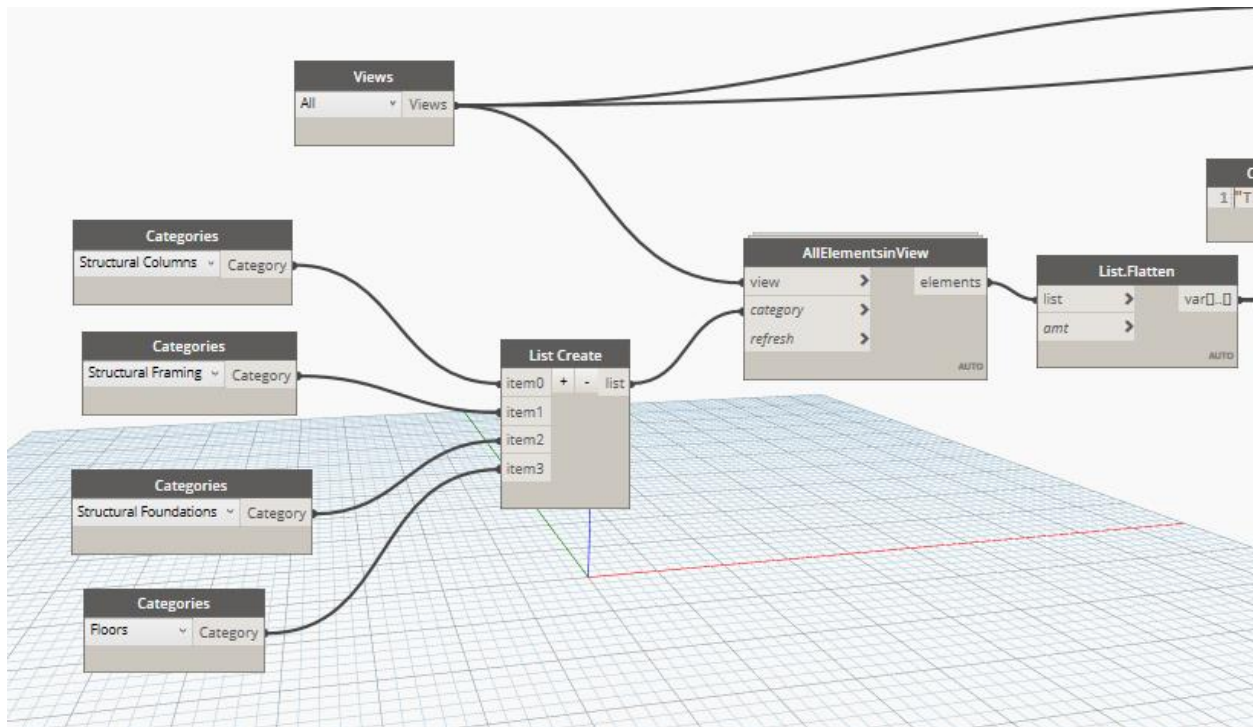 Views
All Views
Categories
Structural Columns Category
Categories
Structural Framing Category
Categories
Structural Foundations Category
Categories
Floors Category
List Create
item0 + - list
item1
item2
item3
AllElementsinView
view > elements
category >
refresh >
AUTO
List.Flatten
list > var[]..[]
amt >
AUTO
1 "T